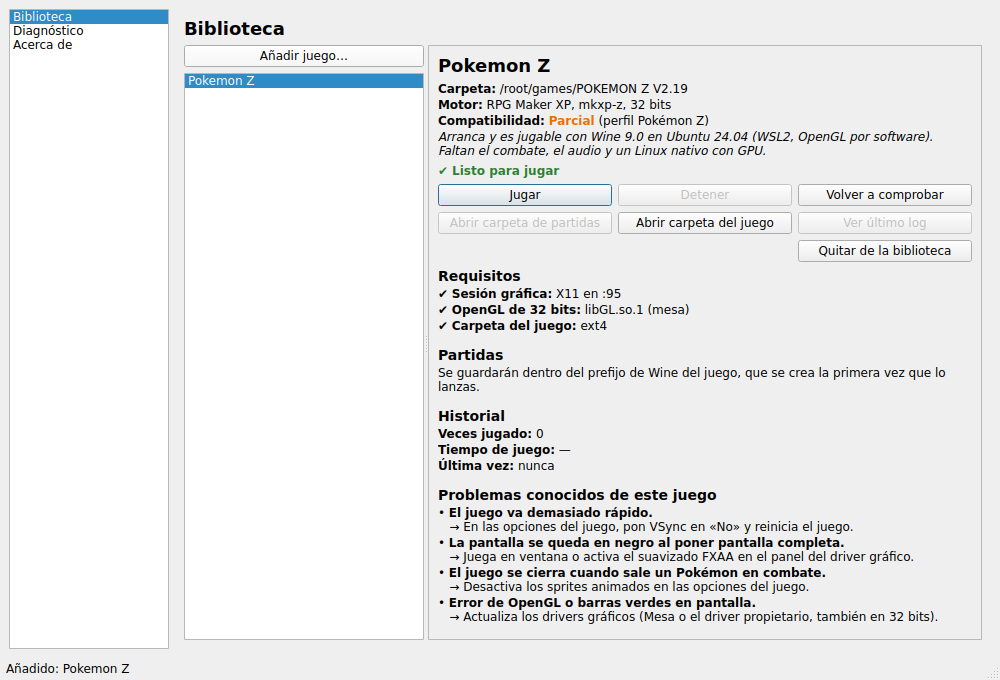 Biblioteca
Diagnóstico
Acerca de
Biblioteca
Añadir juego...
Pokemon Z
Pokemon Z
Carpeta: /root/games/POKEMON Z V2.19
Motor: RPG Maker XP, mkxp-z, 32 bits
Compatibilidad: Parcial (perfil Pokémon Z)
Arranca y es jugable con Wine 9.0 en Ubuntu 24.04 (WSL2, OpenGL por software).
Faltan el combate, el audio y un Linux nativo con GPU.
✔ Listo para jugar
Jugar
Detener
Volver a comprobar
Abrir carpeta de partidas
Abrir carpeta del juego
Ver último log
Quitar de la biblioteca
Requisitos
✔ Sesión gráfica: X11 en :95
✔ OpenGL de 32 bits: libGL.so.1 (mesa)
✔ Carpeta del juego: ext4
Partidas
Se guardarán dentro del prefijo de Wine del juego, que se crea la primera vez que lo
lanzas.
Historial
Veces jugado: 0
Tiempo de juego: —
Última vez: nunca
Problemas conocidos de este juego
• El juego va demasiado rápido.
→ En las opciones del juego, pon VSync en «No» y reinicia el juego.
• La pantalla se queda en negro al poner pantalla completa.
→ Juega en ventana o activa el suavizado FXAA en el panel del driver gráfico.
• El juego se cierra cuando sale un Pokémon en combate.
→ Desactiva los sprites animados en las opciones del juego.
• Error de OpenGL o barras verdes en pantalla.
→ Actualiza los drivers gráficos (Mesa o el driver propietario, también en 32 bits).
Añadido: Pokemon Z